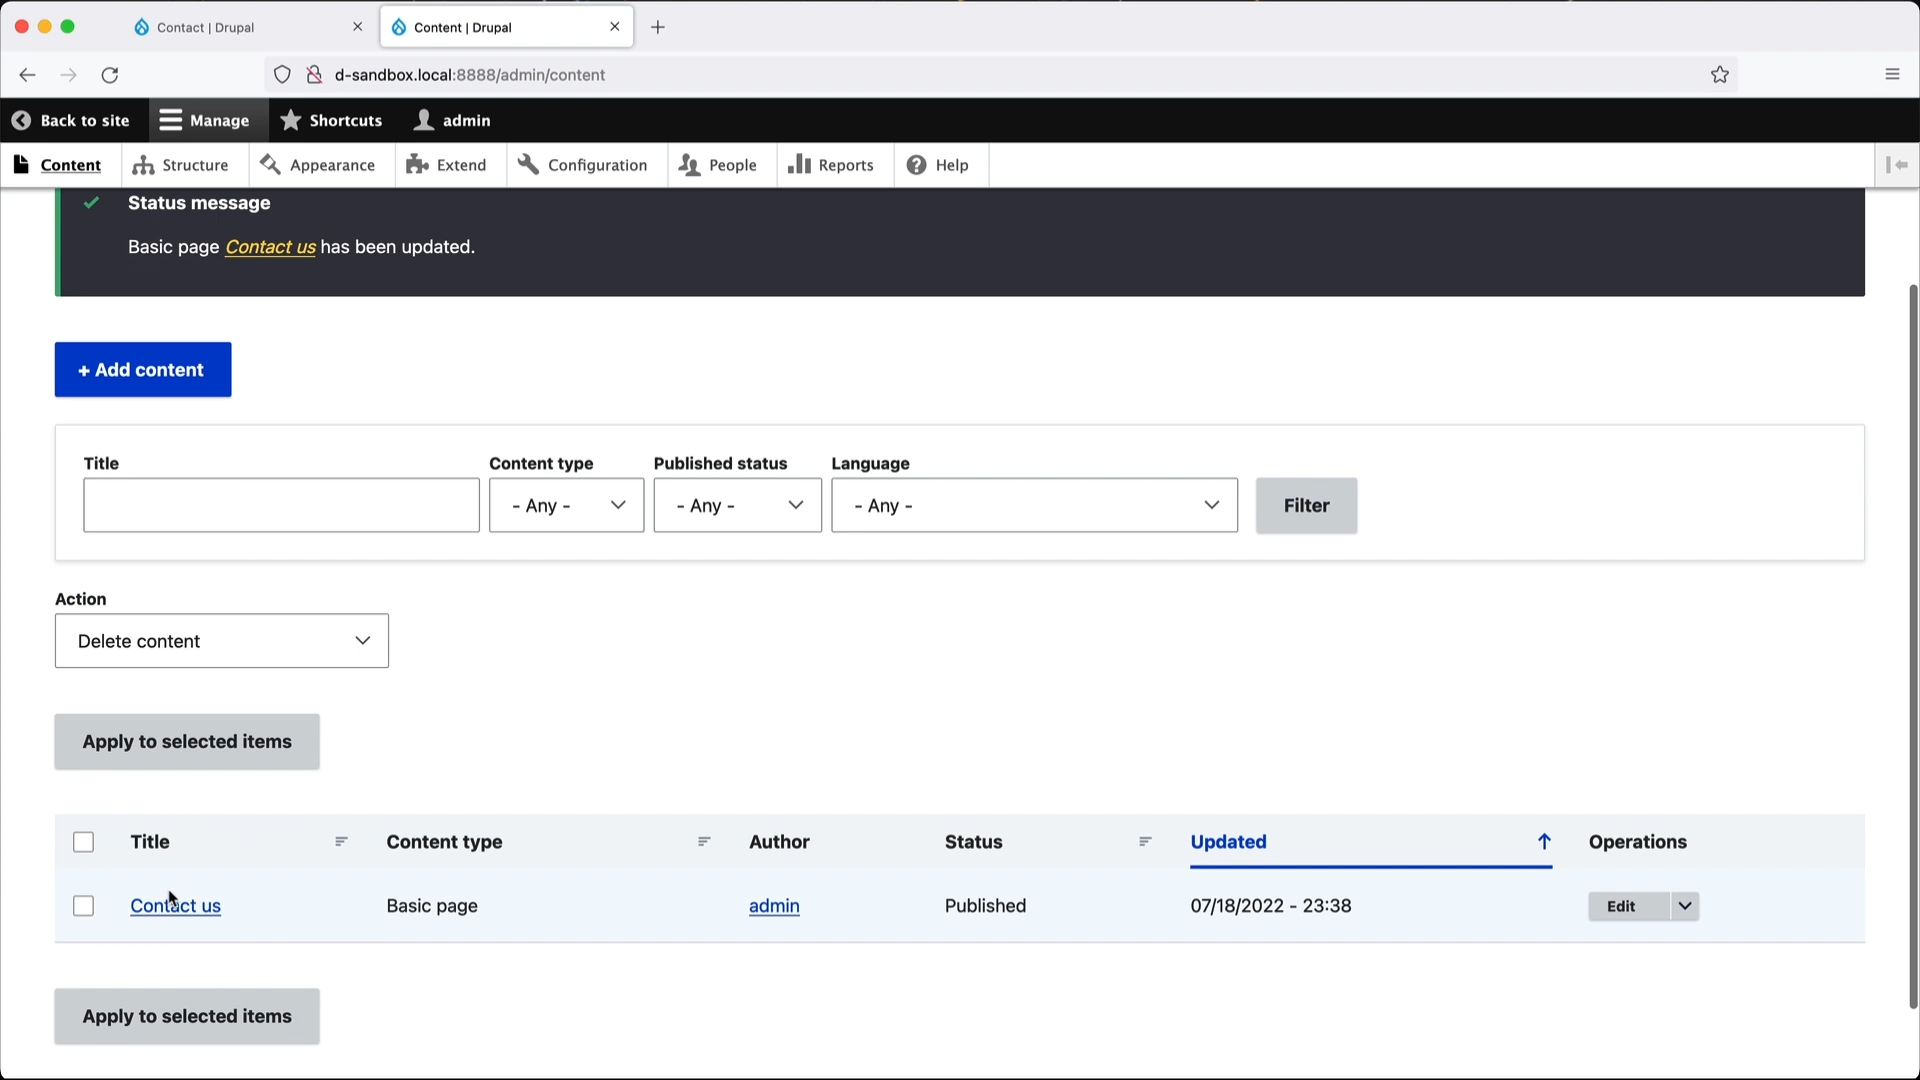 Contact | Drupal
Content | Drupal
d-sandbox.local:8888/admin/content
Back to site
Manage
Shortcuts
admin
Content
Structure
Appearance
Extend
Configuration
People
Reports
Help
Status message
Basic page Contact us has been updated.
+ Add content
Title
Content type
Published status
Language
- Any -
- Any -
- Any -
Filter
Action
Delete content
Apply to selected items
Title
Content type
Author
Status
Updated
Operations
Contact us
Basic page
admin
Published
07/18/2022 - 23:38
Edit
Apply to selected items